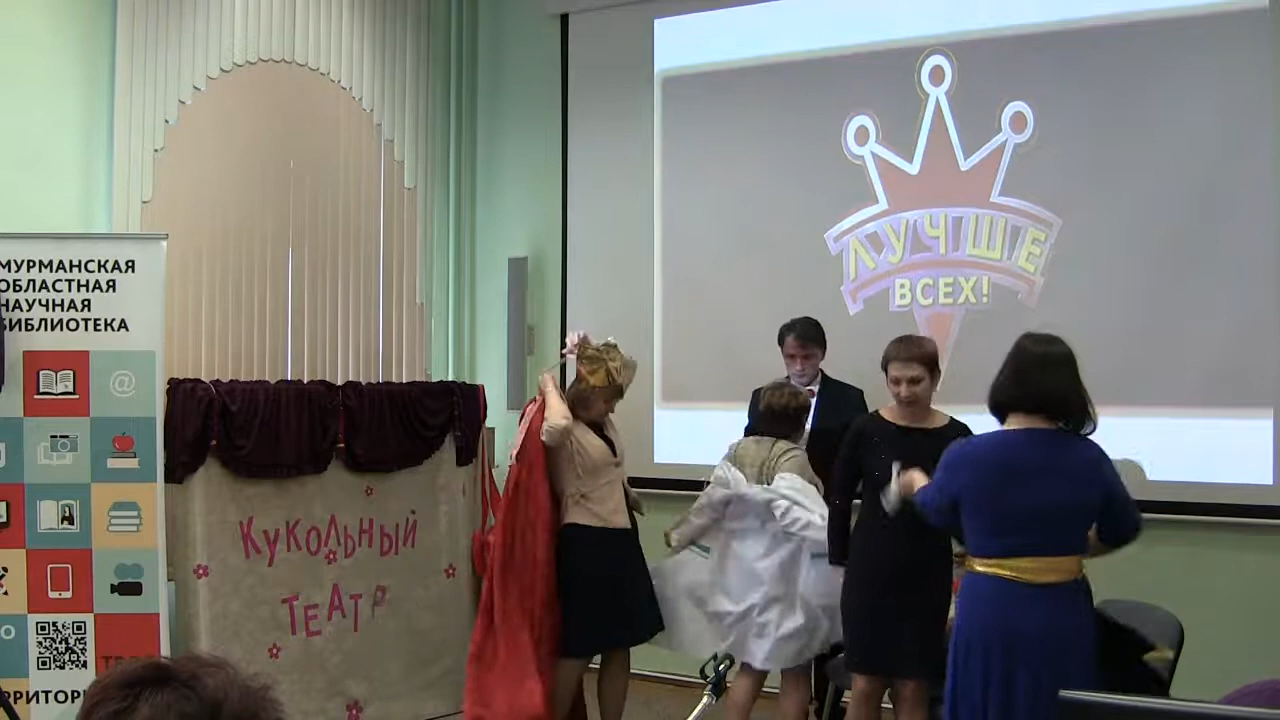 МУРМАНСКАЯ
ОБЛАСТНАЯ
НАУЧНАЯ
БИБЛИОТЕКА
@
КУКОЛЬНЫЙ
ТЕАТР
ЛУЧШЕ
ВСЕХ!